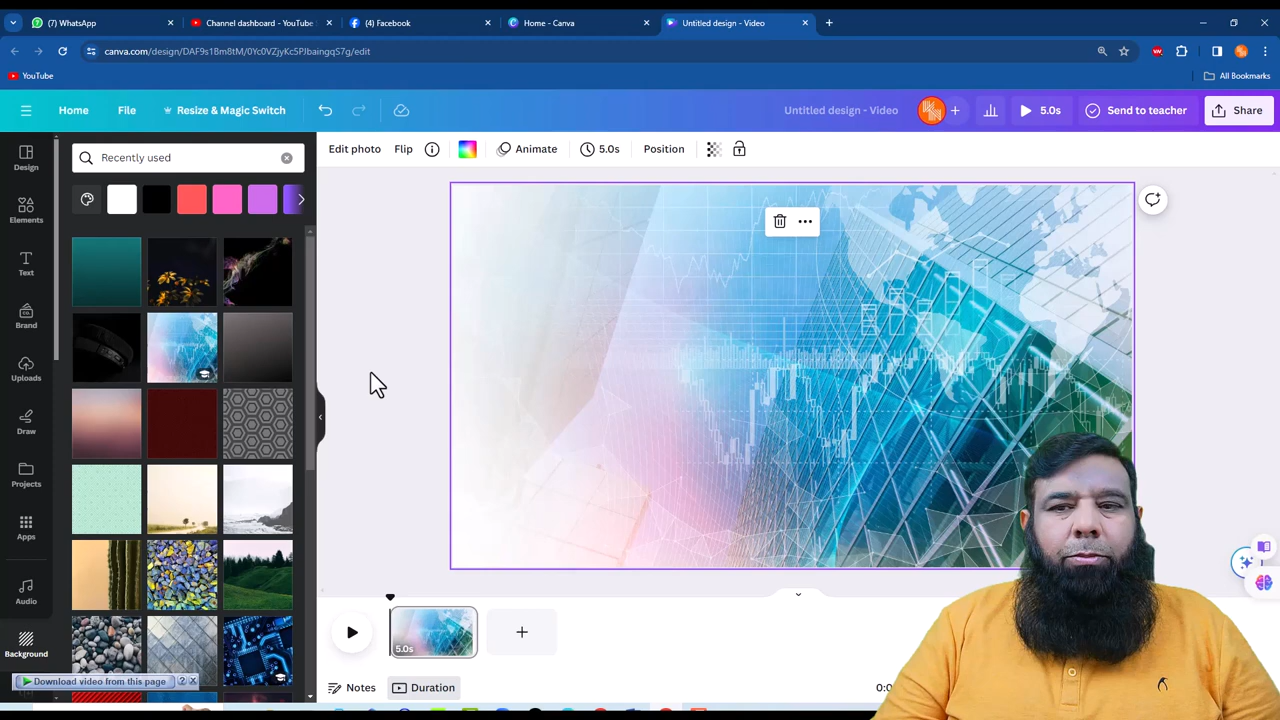 (7) WhatsApp
Channel dashboard - YouTube S
(4) Facebook
Home - Canva
Untitled design - Video
canva.com/design/DAF9s1Bm8tM/0Yc0VZjyKc5PJbaingqS7g/edit
YouTube
All Bookmarks
Home
File
Resize & Magic Switch
Untitled design - Video
5.0s
Send to teacher
Share
Design
Recently used
Edit photo
Flip
Animate
5.0s
Position
Elements
Text
Brand
Uploads
Draw
Projects
Apps
Audio
Background
5.0s
Download video from this page
?
Notes
Duration